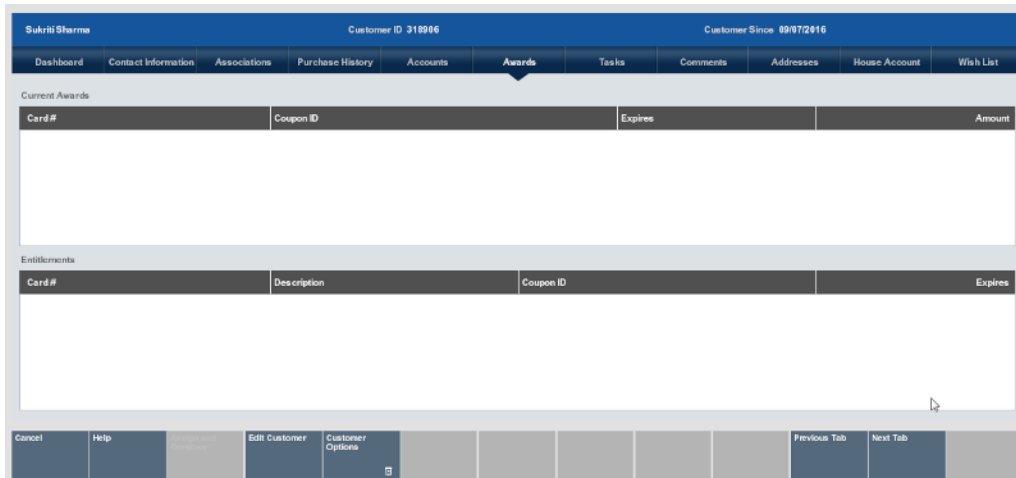 Sukriti Sharma Customer ID 318906 Customer Since 09/07/2016
Dashboard Contact Information Associations Purchase History Accounts Awards Tasks Comments Addresses House Account Wish List
Current Awards
Card # Coupon ID Expires Amount
Entitlements
Card # Description Coupon ID Expires
Cancel Help Edit Customer Customer Previous Tab Next Tab
Options